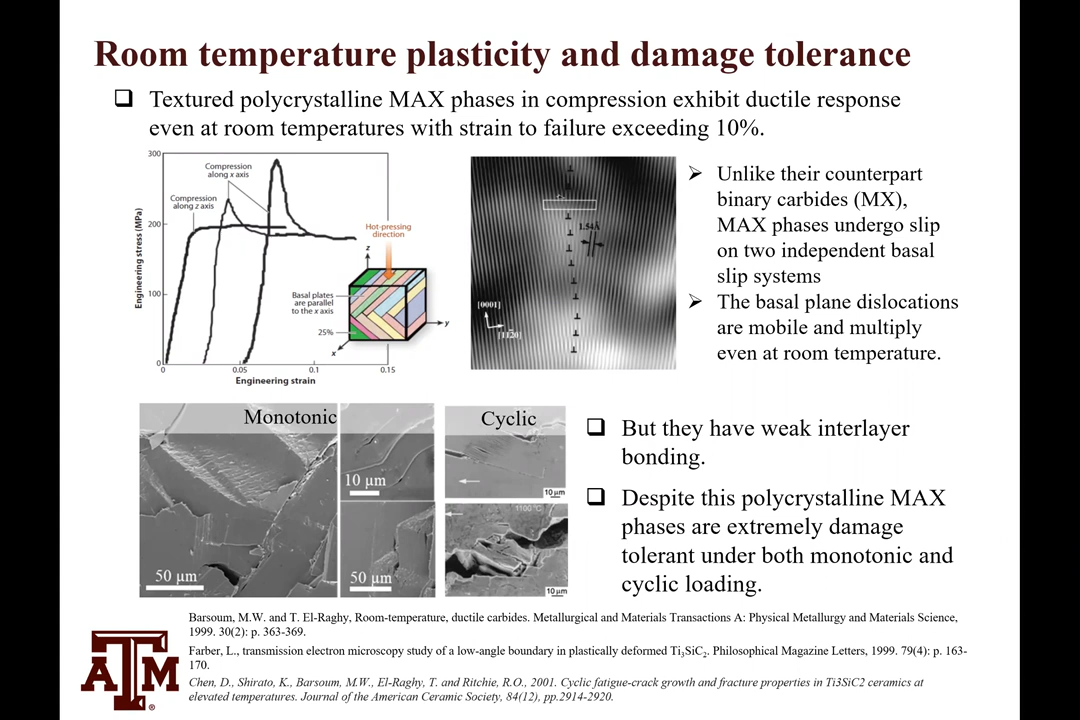 Room temperature plasticity and damage tolerance
❑ Textured polycrystalline MAX phases in compression exhibit ductile response
even at room temperatures with strain to failure exceeding 10%.
300
200
100
0
0
0.05
0.1
0.15
Engineering stress (MPa)
Engineering strain
Compression
along x axis
Compression
along z axis
Hot-pressing
direction
z
Basal plates
are parallel
to the x axis
25%
y
x
1.54Å
[0001]
[112̄0]
➢ Unlike their counterpart
binary carbides (MX),
MAX phases undergo slip
on two independent basal
slip systems
➢ The basal plane dislocations
are mobile and multiply
even at room temperature.
Monotonic
50 µm
10 µm
50 µm
Cyclic
10 µm
1100°C
10 µm
❑ But they have weak interlayer
bonding.
❑ Despite this polycrystalline MAX
phases are extremely damage
tolerant under both monotonic and
cyclic loading.
Barsoum, M.W. and T. El-Raghy, Room-temperature, ductile carbides. Metallurgical and Materials Transactions A: Physical Metallurgy and Materials Science,
1999. 30(2): p. 363-369.
Farber, L., transmission electron microscopy study of a low-angle boundary in plastically deformed Ti₃SiC₂. Philosophical Magazine Letters, 1999. 79(4): p. 163-
170.
Chen, D., Shirato, K., Barsoum, M.W., El-Raghy, T. and Ritchie, R.O., 2001. Cyclic fatigue-crack growth and fracture properties in Ti3SiC2 ceramics at
elevated temperatures. Journal of the American Ceramic Society, 84(12), pp.2914-2920.
ATM
®